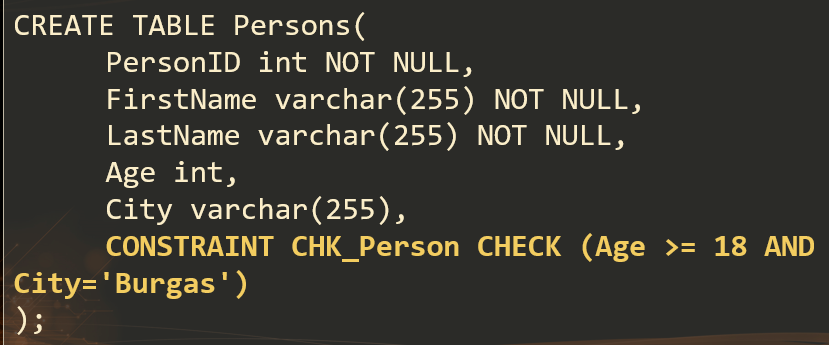 CREATE TABLE Persons(
PersonID int NOT NULL,
FirstName varchar(255) NOT NULL,
LastName varchar(255) NOT NULL,
Age int,
City varchar(255),
CONSTRAINT CHK_Person CHECK (Age >= 18 AND
City='Burgas')
);